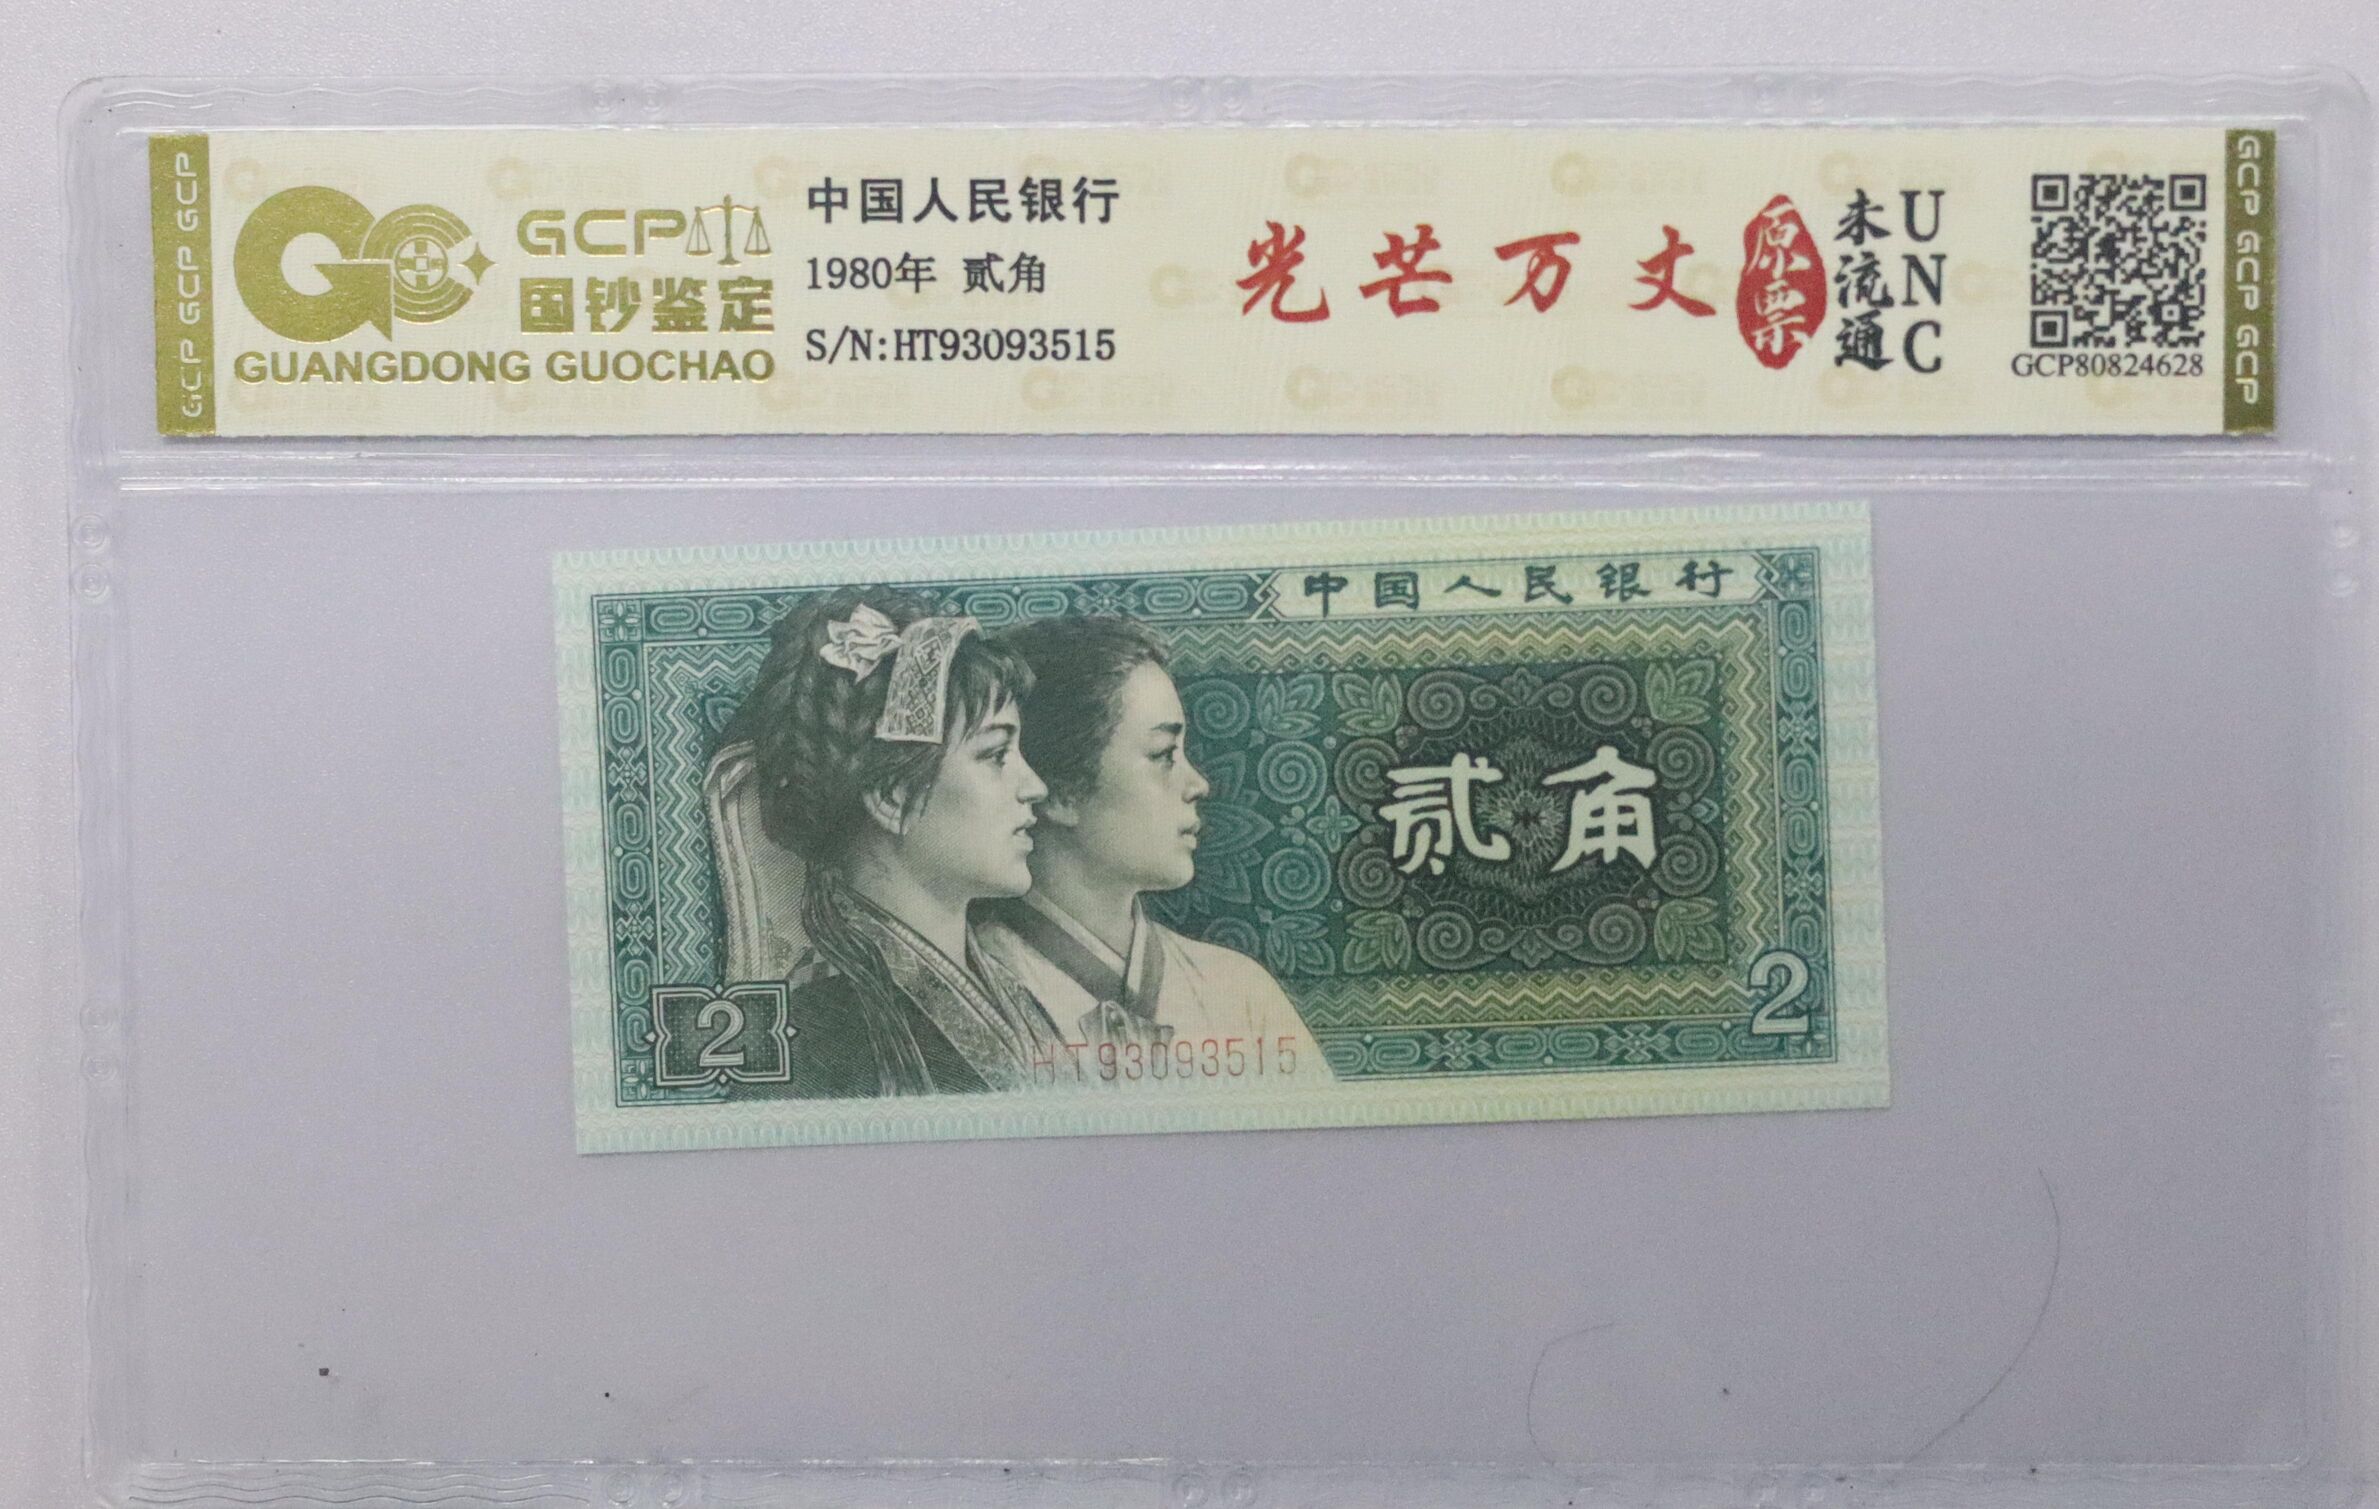 GCP GCP GCP
GCP
国钞鉴定
GUANGDONG GUOCHAO
中国人民银行
1980年 贰角
S/N:HT93093515
光芒万丈
原票
未流通
UNC
GCP80824628
GCP GCP GCP
中国人民银行
贰角
2
2
HT93093515